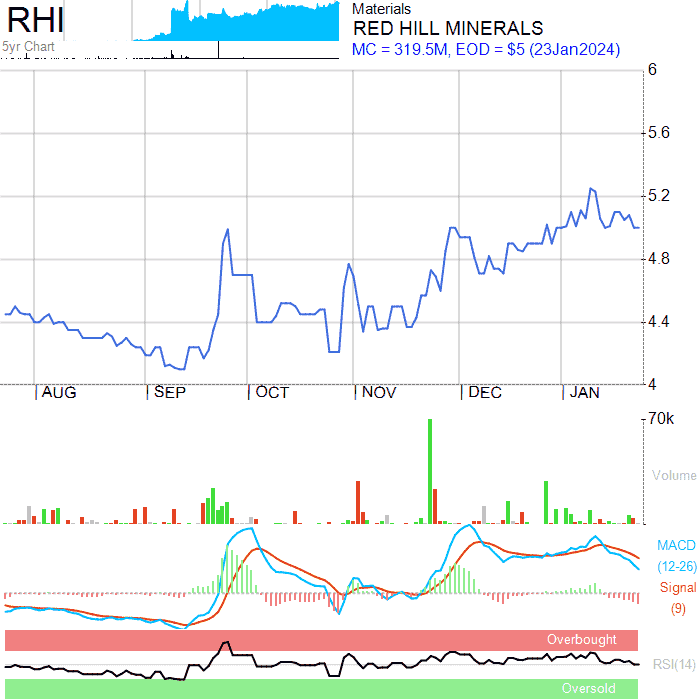 RHI
5yr Chart
Materials
RED HILL MINERALS
MC = 319.5M, EOD = $5 (23Jan2024)
6
5.6
5.2
4.8
4.4
4
AUG SEP OCT NOV DEC JAN
70k
Volume
MACD
(12-26)
Signal
(9)
Overbought
RSI(14)
Oversold